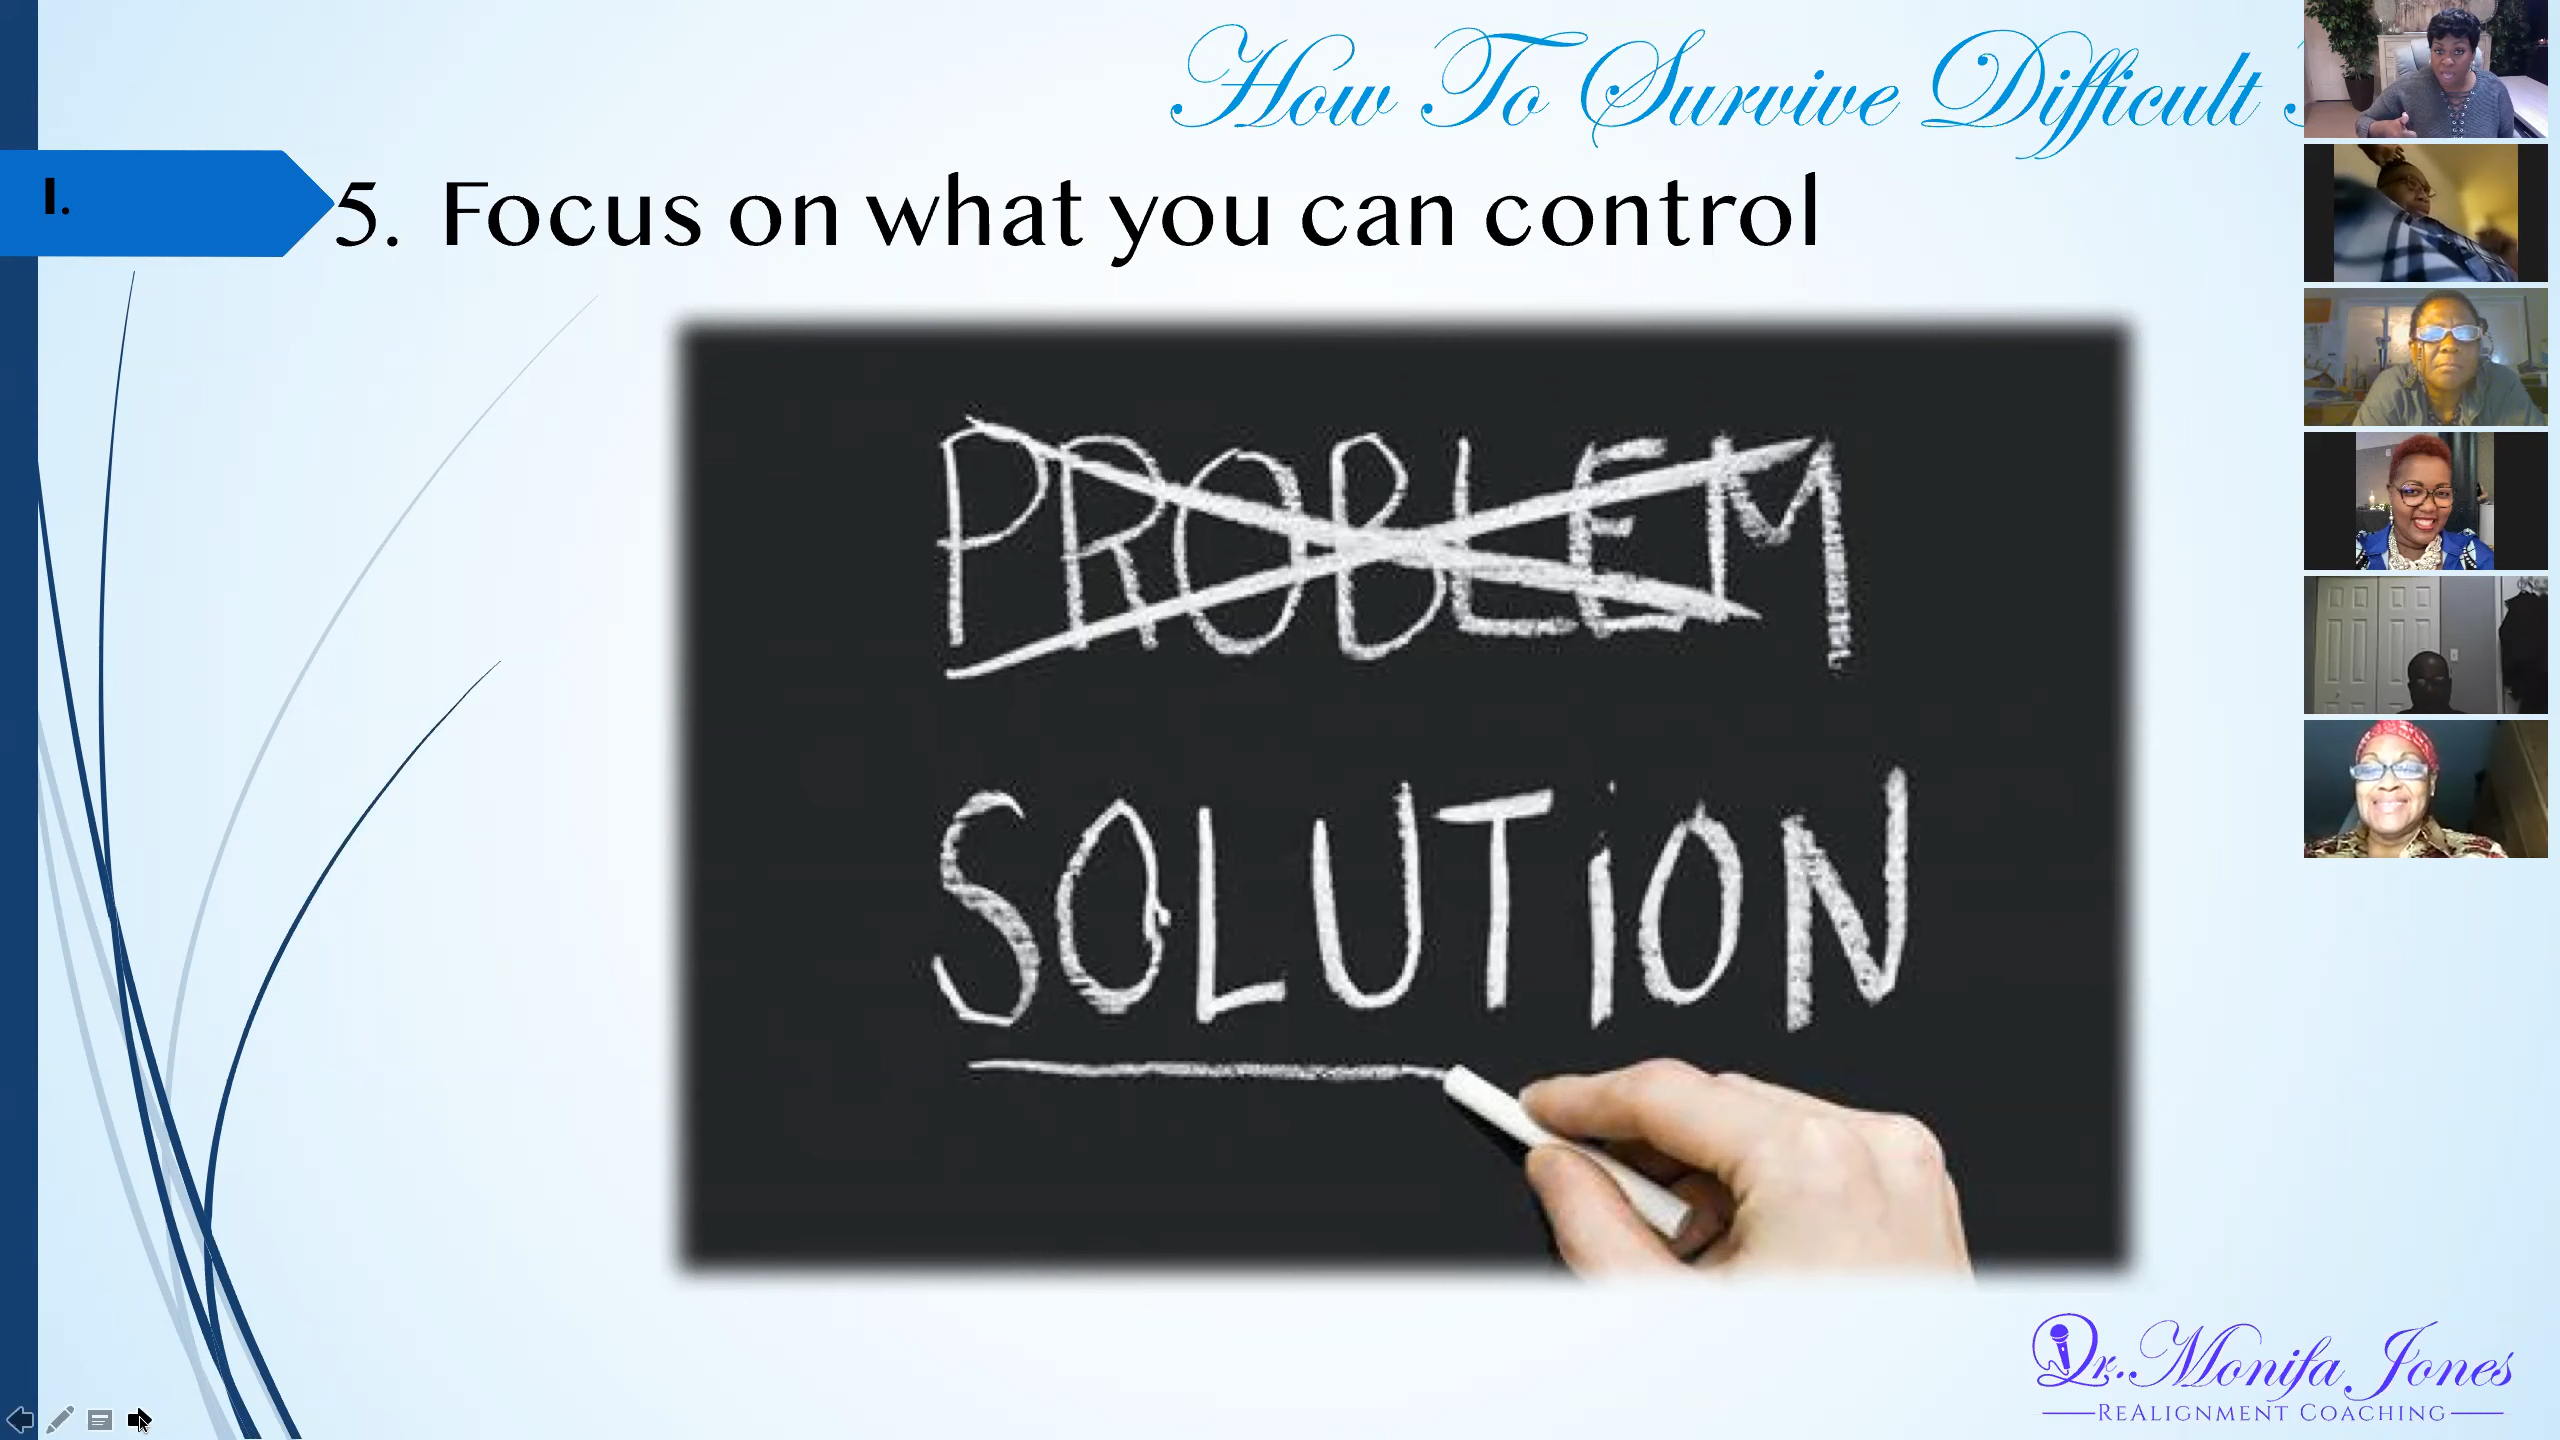 How To Survive Difficult
I.
5. Focus on what you can control
PROBLEM
SOLUTiON
Dr. Monifa Jones
REALIGNMENT COACHING